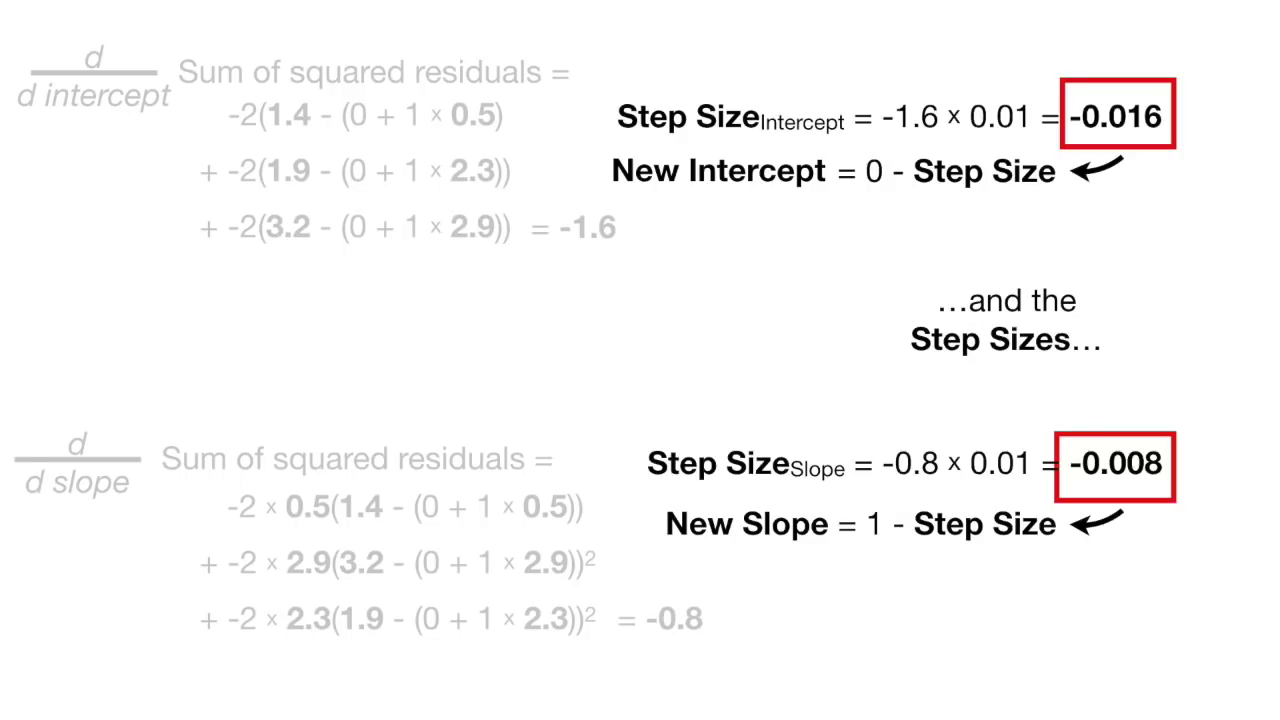 d
d intercept
Sum of squared residuals =
-2(1.4 - (0 + 1 × 0.5)
+ -2(1.9 - (0 + 1 × 2.3))
+ -2(3.2 - (0 + 1 × 2.9)) = -1.6
Step SizeIntercept = -1.6 × 0.01 = -0.016
New Intercept = 0 - Step Size
…and the
Step Sizes…
d
d slope
Sum of squared residuals =
-2 × 0.5(1.4 - (0 + 1 × 0.5))
+ -2 × 2.9(3.2 - (0 + 1 × 2.9))²
+ -2 × 2.3(1.9 - (0 + 1 × 2.3))² = -0.8
Step SizeSlope = -0.8 × 0.01 = -0.008
New Slope = 1 - Step Size